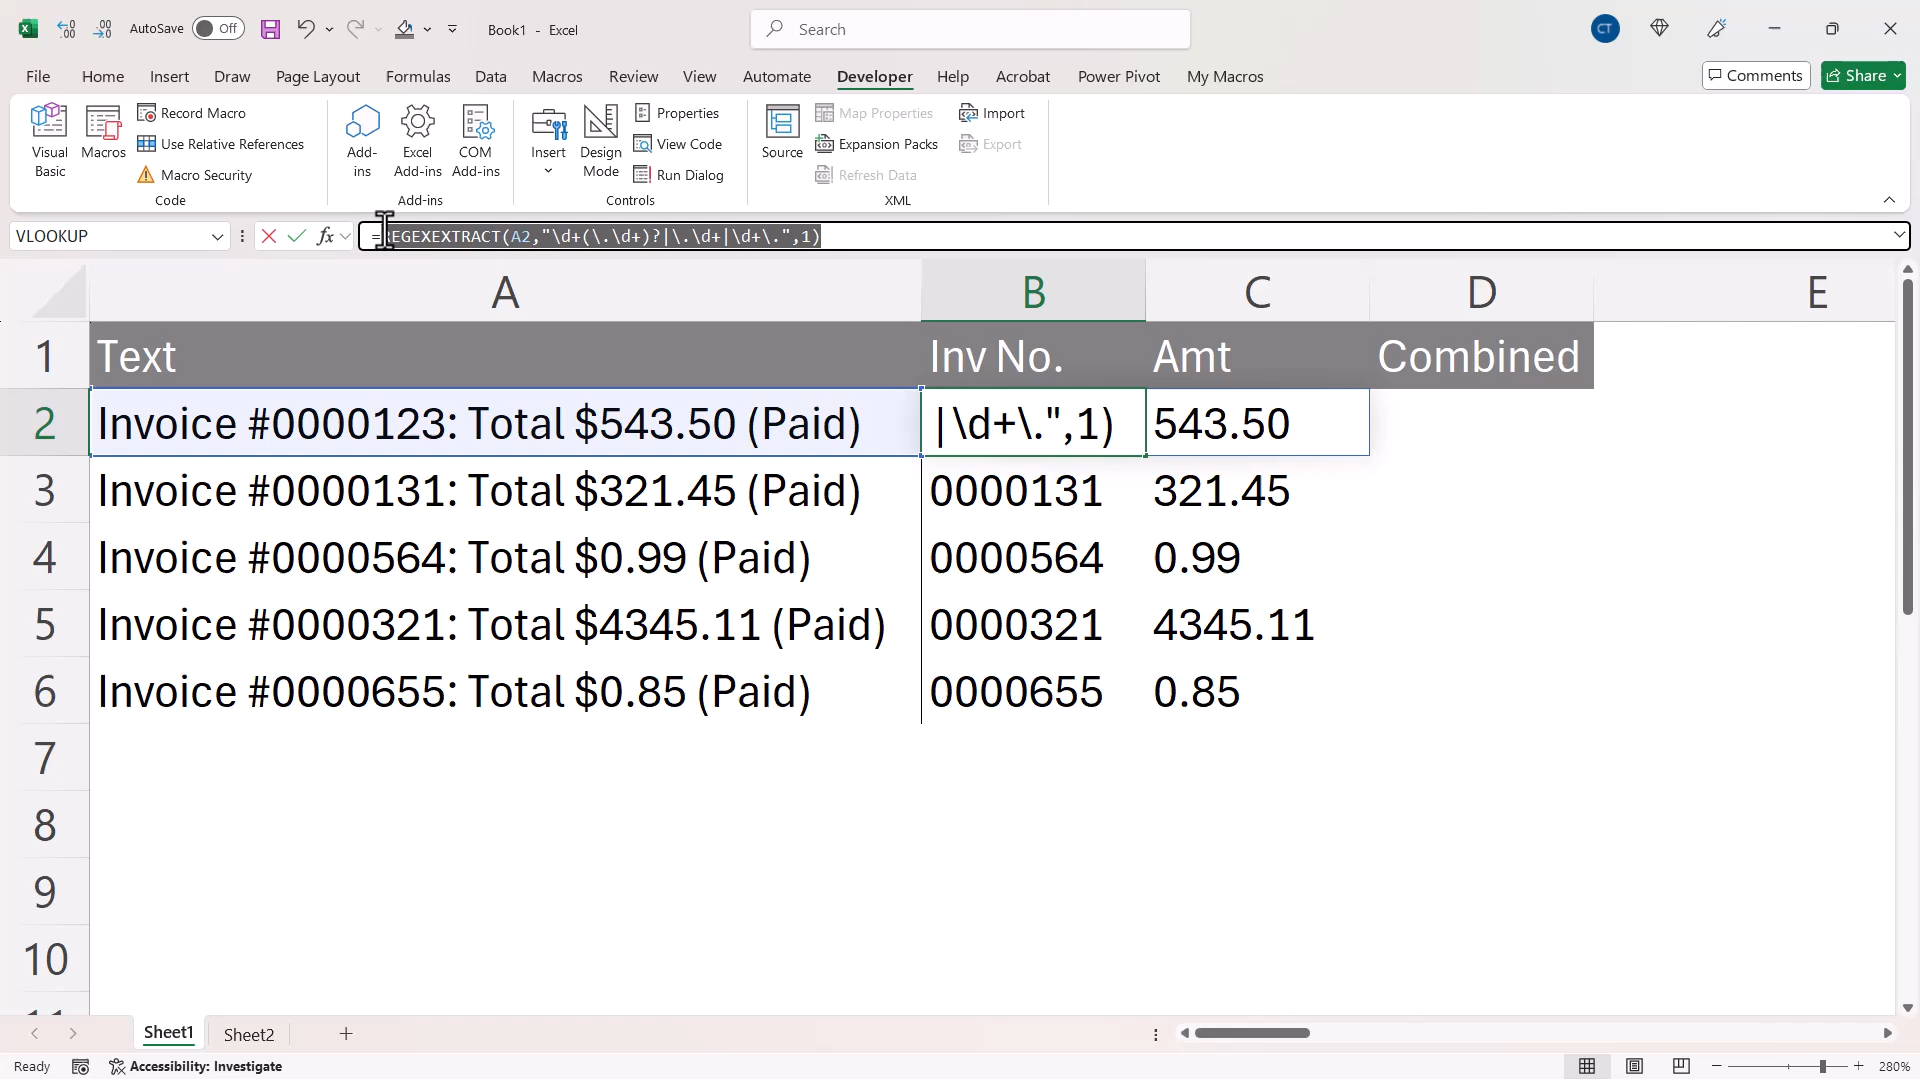 AutoSave Off Book1 - Excel Search CT
File Home Insert Draw Page Layout Formulas Data Macros Review View Automate Developer Help Acrobat Power Pivot My Macros Comments Share
Visual Basic
Macros
Record Macro
Use Relative References
Macro Security
Code
Add-ins
Excel Add-ins
COM Add-ins
Add-ins
Insert
Design Mode
Properties
View Code
Run Dialog
Controls
Source
Map Properties
Expansion Packs
Refresh Data
Import
Export
XML
VLOOKUP fx =REGEXEXTRACT(A2,"\d+(\.\d+)?|\.\d+|\d+\.",1)
A B C D E
1 Text Inv No. Amt Combined
2 Invoice #0000123: Total $543.50 (Paid) |\d+\.",1) 543.50
3 Invoice #0000131: Total $321.45 (Paid) 0000131 321.45
4 Invoice #0000564: Total $0.99 (Paid) 0000564 0.99
5 Invoice #0000321: Total $4345.11 (Paid) 0000321 4345.11
6 Invoice #0000655: Total $0.85 (Paid) 0000655 0.85
7
8
9
10
Sheet1 Sheet2
Ready Accessibility: Investigate 280%